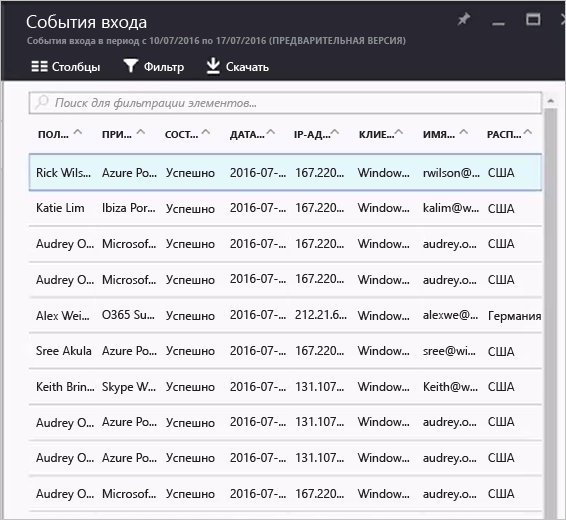 События входа
События входа в период с 10/07/2016 по 17/07/2016 (ПРЕДВАРИТЕЛЬНАЯ ВЕРСИЯ)
Столбцы Фильтр Скачать
Поиск для фильтрации элементов...
ПОЛ... ПРИ... СОСТ... ДАТА... IP-АД... КЛИЕ... ИМЯ... РАСП...
Rick Wils... Azure Po... Успешно 2016-07-... 167.220... Window... rwilson@... США
Katie Lim Ibiza Por... Успешно 2016-07-... 167.220... Window... kalim@w... США
Audrey O... Microsof... Успешно 2016-07-... 167.220... Window... audrey.o... США
Audrey O... Microsof... Успешно 2016-07-... 167.220... Window... audrey.o... США
Alex Wei... O365 Su... Успешно 2016-07-... 212.21.6... Window... alexwe@... Германия
Sree Akula Azure Po... Успешно 2016-07-... 167.220... Window... sree@wi... США
Keith Brin... Skype W... Успешно 2016-07-... 131.107... Window... Keith@w... США
Audrey O... Azure Po... Успешно 2016-07-... 131.107... Window... audrey.o... США
Audrey O... Azure Po... Успешно 2016-07-... 131.107... Window... audrey.o... США
Audrey O... Microsof... Успешно 2016-07-... 167.220... Window... audrey.o... США